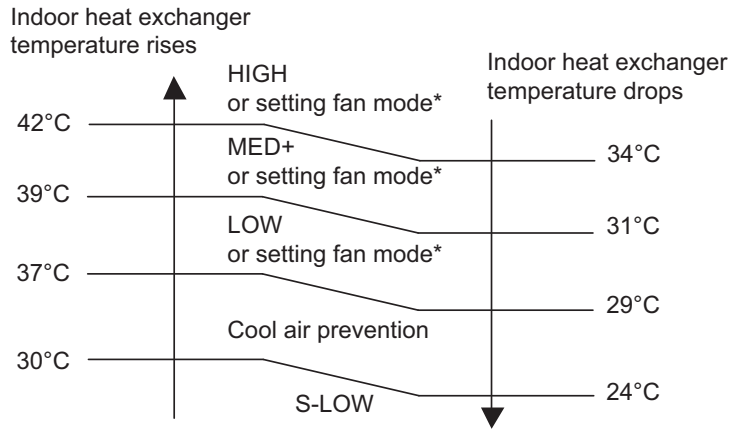 Indoor heat exchanger
temperature rises
Indoor heat exchanger
temperature drops
HIGH
or setting fan mode*
42°C
34°C
MED+
or setting fan mode*
39°C
31°C
LOW
or setting fan mode*
37°C
29°C
Cool air prevention
30°C
24°C
S-LOW